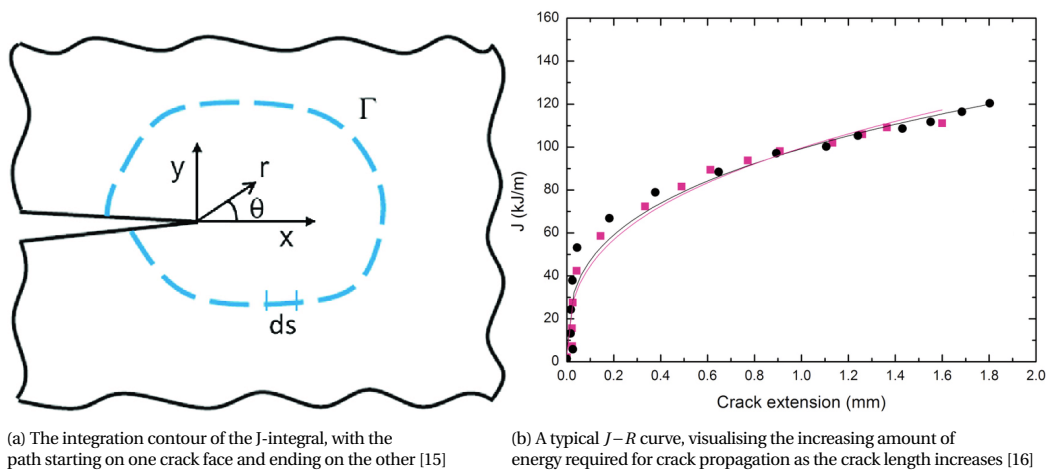 Γ
y
r
θ
x
ds
160
140
120
100
80
60
40
20
0
J (kJ/m)
0.0 0.2 0.4 0.6 0.8 1.0 1.2 1.4 1.6 1.8 2.0
Crack extension (mm)
(a) The integration contour of the J-integral, with the
path starting on one crack face and ending on the other [15]
(b) A typical J−R curve, visualising the increasing amount of
energy required for crack propagation as the crack length increases [16]